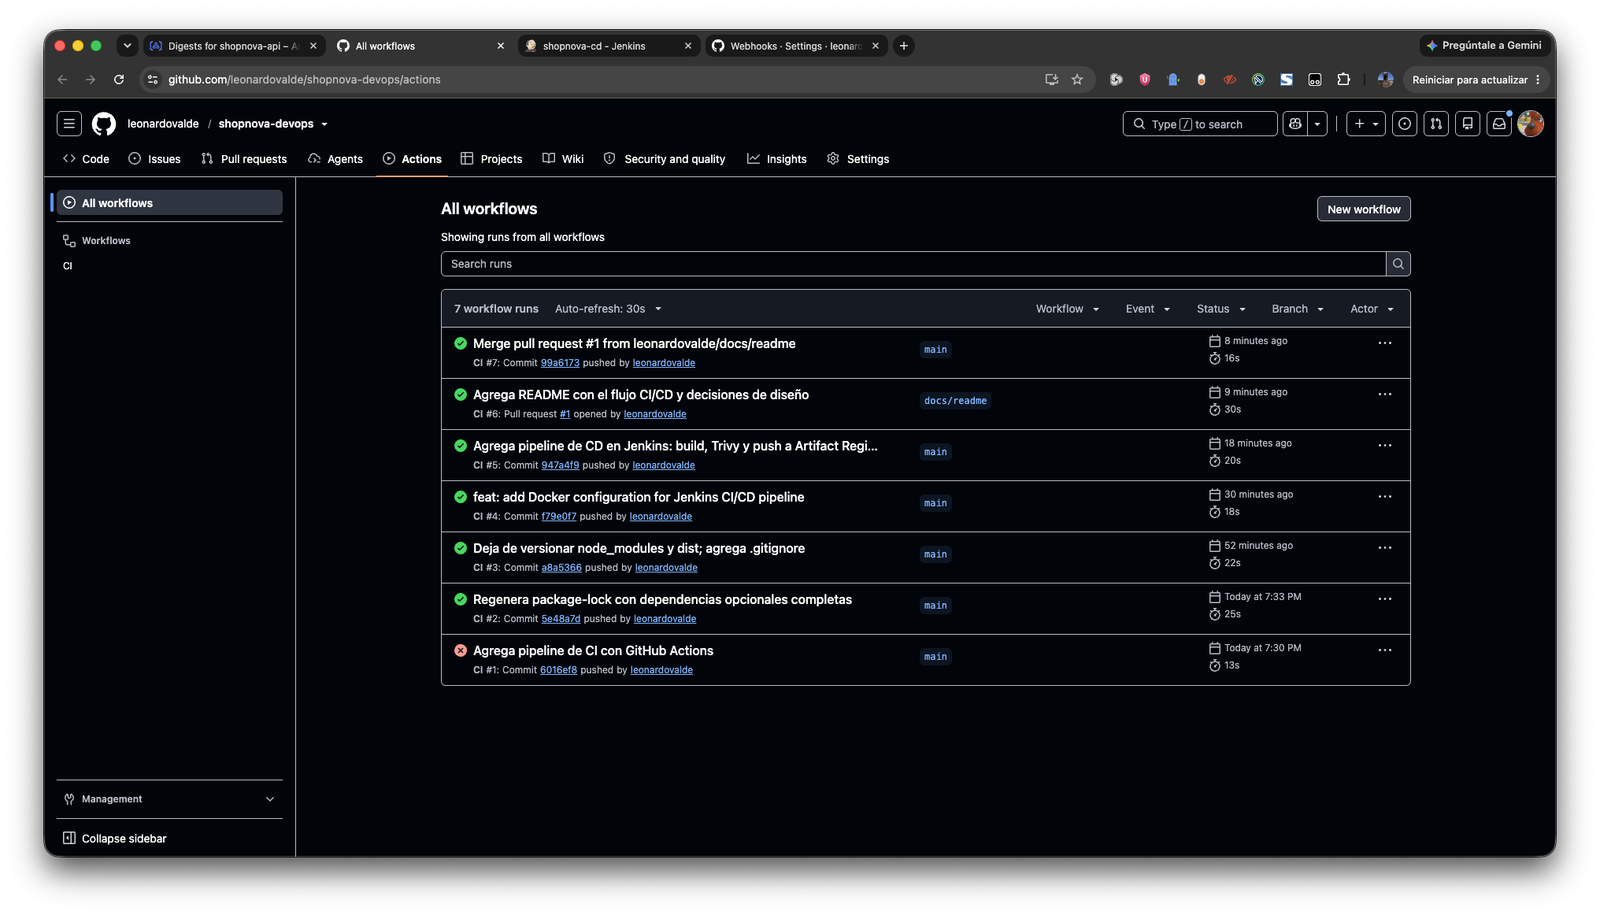 Digests for shopnova-api – A
All workflows
shopnova-cd - Jenkins
Webhooks · Settings · leonard
Pregúntale a Gemini
github.com/leonardovalde/shopnova-devops/actions
Reiniciar para actualizar
leonardovalde / shopnova-devops
Type / to search
Code
Issues
Pull requests
Agents
Actions
Projects
Wiki
Security and quality
Insights
Settings
All workflows
Workflows
CI
Management
Collapse sidebar
All workflows
New workflow
Showing runs from all workflows
Search runs
7 workflow runs
Auto-refresh: 30s
Workflow
Event
Status
Branch
Actor
Merge pull request #1 from leonardovalde/docs/readme
CI #7: Commit 99a6173 pushed by leonardovalde
main
8 minutes ago
16s
Agrega README con el flujo CI/CD y decisiones de diseño
CI #6: Pull request #1 opened by leonardovalde
docs/readme
9 minutes ago
30s
Agrega pipeline de CD en Jenkins: build, Trivy y push a Artifact Regi...
CI #5: Commit 947a4f9 pushed by leonardovalde
main
18 minutes ago
20s
feat: add Docker configuration for Jenkins CI/CD pipeline
CI #4: Commit f79e0f7 pushed by leonardovalde
main
30 minutes ago
18s
Deja de versionar node_modules y dist; agrega .gitignore
CI #3: Commit a8a5366 pushed by leonardovalde
main
52 minutes ago
22s
Regenera package-lock con dependencias opcionales completas
CI #2: Commit 5e48a7d pushed by leonardovalde
main
Today at 7:33 PM
25s
Agrega pipeline de CI con GitHub Actions
CI #1: Commit 6016ef8 pushed by leonardovalde
main
Today at 7:30 PM
13s